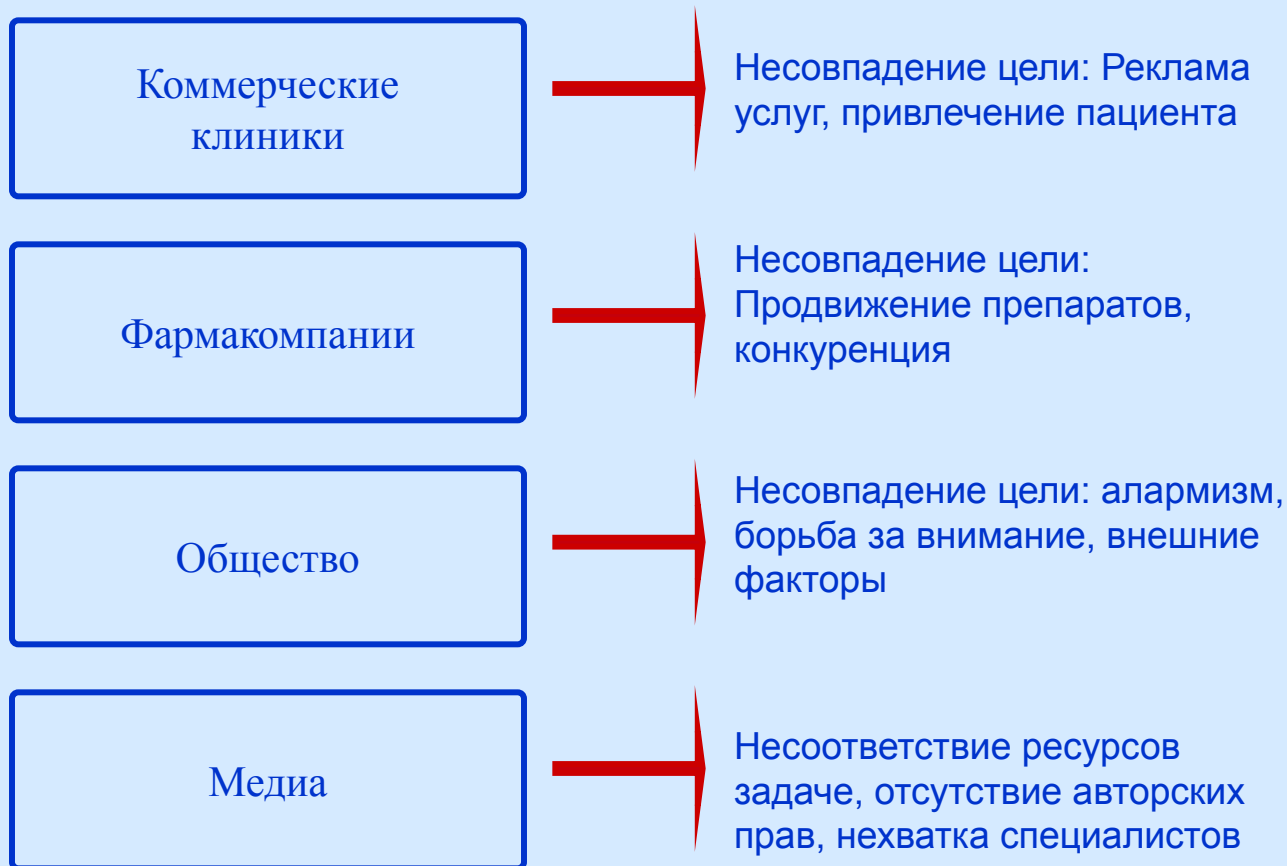 Коммерческие
клиники
Несовпадение цели: Реклама
услуг, привлечение пациента
Фармакомпании
Несовпадение цели:
Продвижение препаратов,
конкуренция
Общество
Несовпадение цели: алармизм,
борьба за внимание, внешние
факторы
Медиа
Несоответствие ресурсов
задаче, отсутствие авторских
прав, нехватка специалистов